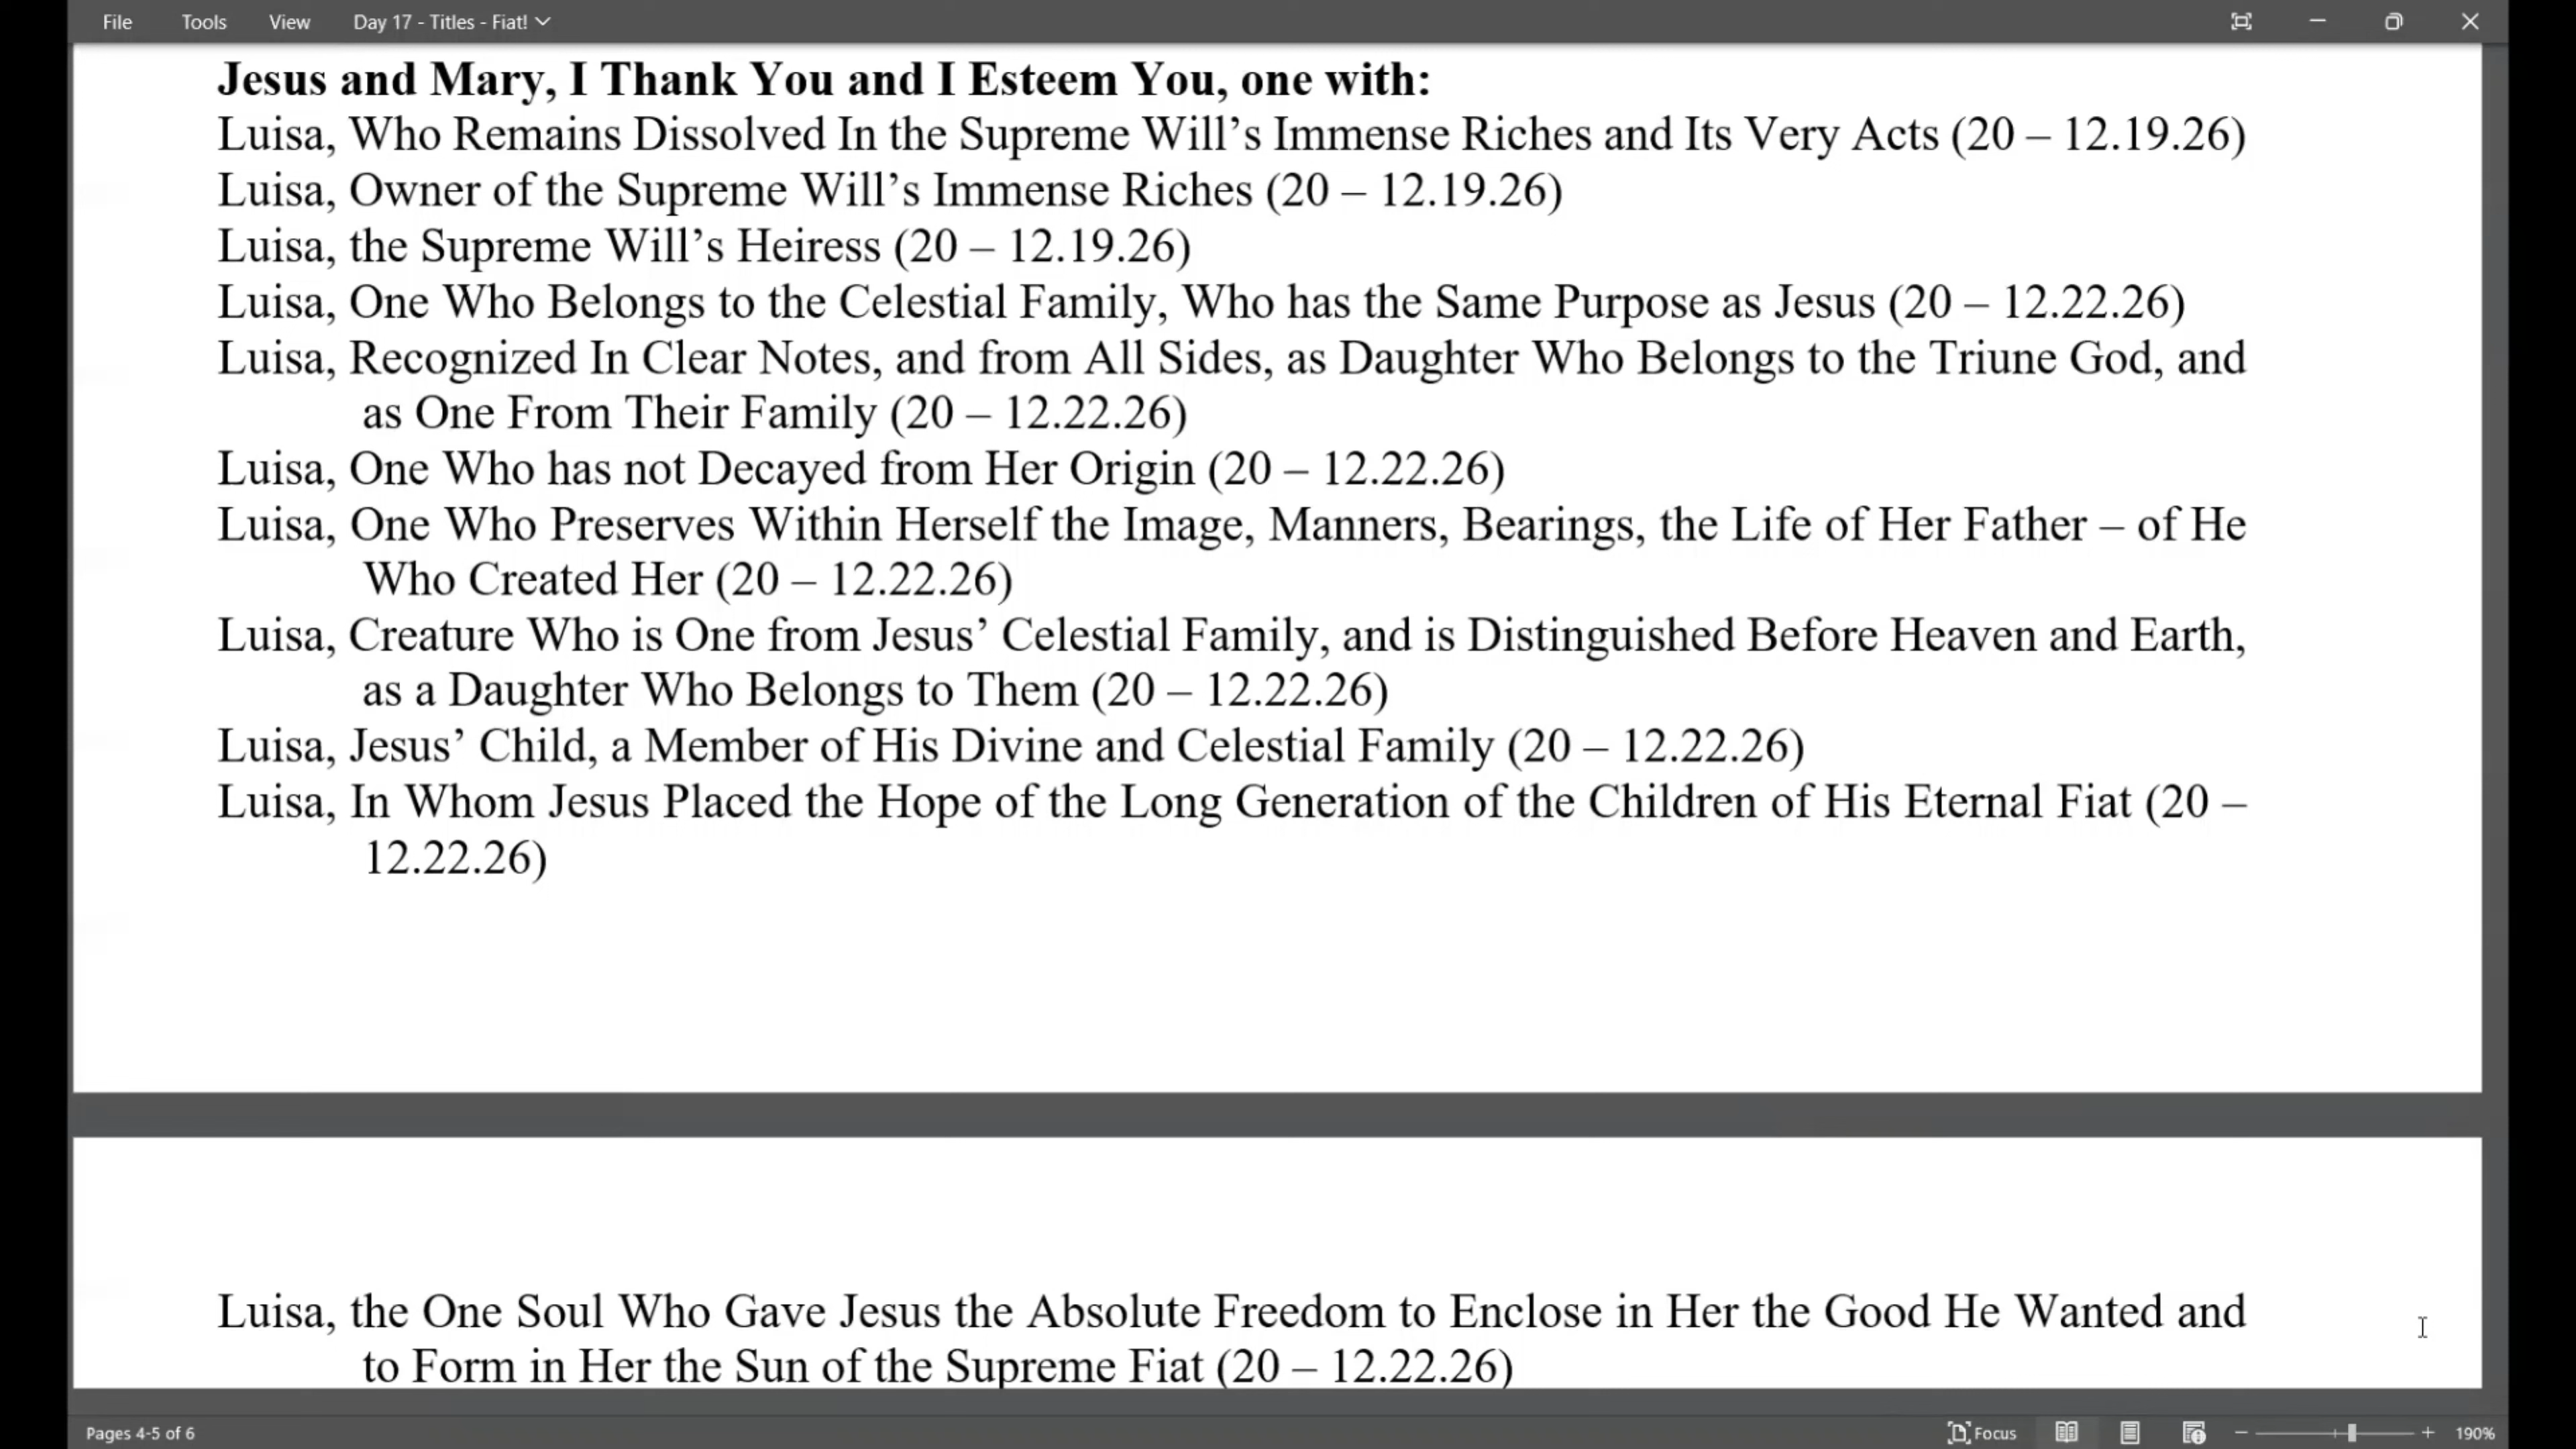 File Tools View Day 17 - Titles - Fiat!
Jesus and Mary, I Thank You and I Esteem You, one with:
Luisa, Who Remains Dissolved In the Supreme Will’s Immense Riches and Its Very Acts (20 – 12.19.26)
Luisa, Owner of the Supreme Will’s Immense Riches (20 – 12.19.26)
Luisa, the Supreme Will’s Heiress (20 – 12.19.26)
Luisa, One Who Belongs to the Celestial Family, Who has the Same Purpose as Jesus (20 – 12.22.26)
Luisa, Recognized In Clear Notes, and from All Sides, as Daughter Who Belongs to the Triune God, and
as One From Their Family (20 – 12.22.26)
Luisa, One Who has not Decayed from Her Origin (20 – 12.22.26)
Luisa, One Who Preserves Within Herself the Image, Manners, Bearings, the Life of Her Father – of He
Who Created Her (20 – 12.22.26)
Luisa, Creature Who is One from Jesus’ Celestial Family, and is Distinguished Before Heaven and Earth,
as a Daughter Who Belongs to Them (20 – 12.22.26)
Luisa, Jesus’ Child, a Member of His Divine and Celestial Family (20 – 12.22.26)
Luisa, In Whom Jesus Placed the Hope of the Long Generation of the Children of His Eternal Fiat (20 –
12.22.26)
Luisa, the One Soul Who Gave Jesus the Absolute Freedom to Enclose in Her the Good He Wanted and
to Form in Her the Sun of the Supreme Fiat (20 – 12.22.26)
Pages 4-5 of 6 Focus 190%